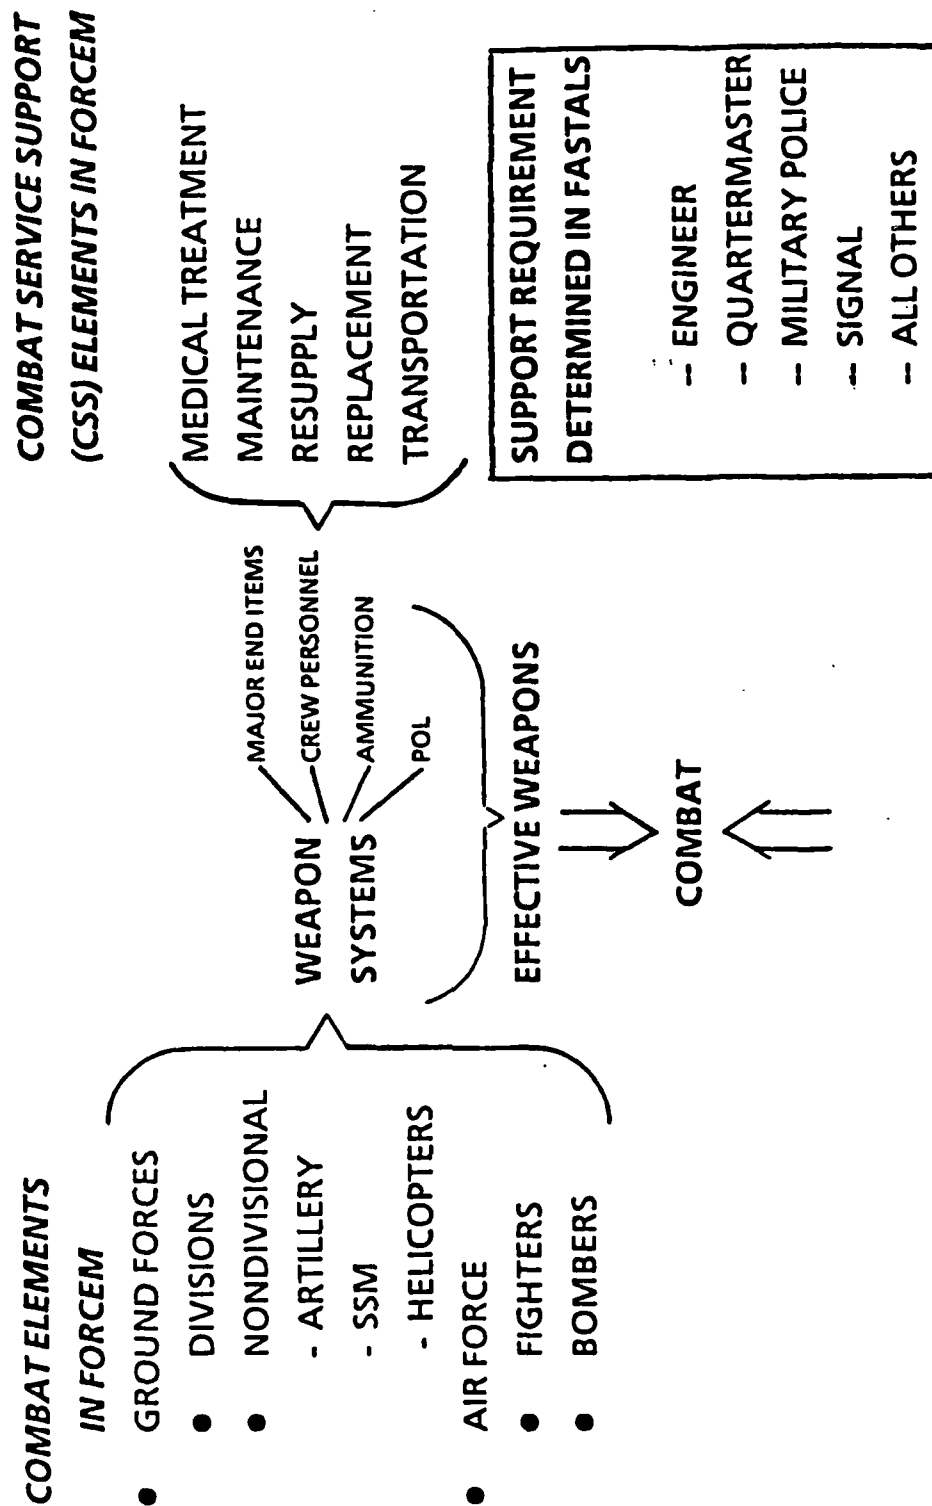 COMBAT ELEMENTS
IN FORCEM
● GROUND FORCES
● DIVISIONS
● NONDIVISIONAL
- ARTILLERY
- SSM
- HELICOPTERS
● AIR FORCE
● FIGHTERS
● BOMBERS
WEAPON
SYSTEMS
MAJOR END ITEMS
CREW PERSONNEL
AMMUNITION
POL
EFFECTIVE WEAPONS
COMBAT
COMBAT SERVICE SUPPORT
(CSS) ELEMENTS IN FORCEM
MEDICAL TREATMENT
MAINTENANCE
RESUPPLY
REPLACEMENT
TRANSPORTATION
SUPPORT REQUIREMENT
DETERMINED IN FASTALS
-- ENGINEER
-- QUARTERMASTER
-- MILITARY POLICE
-- SIGNAL
-- ALL OTHERS